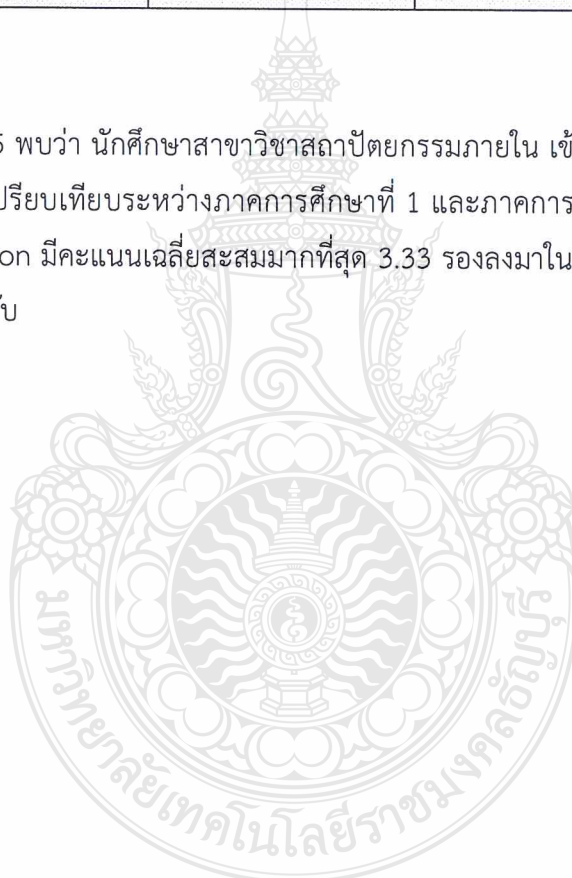 5 พบว่า นักศึกษาสาขาวิชาสถาปัตยกรรมภายใน เข้
ปรียบเทียบระหว่างภาคการศึกษาที่ 1 และภาคการ
on มีคะแนนเฉลี่ยสะสมมากที่สุด 3.33 รองลงมาใน
ับ
มหาวิทยาลัยเทคโนโลยีราชมงคลธัญบุรี